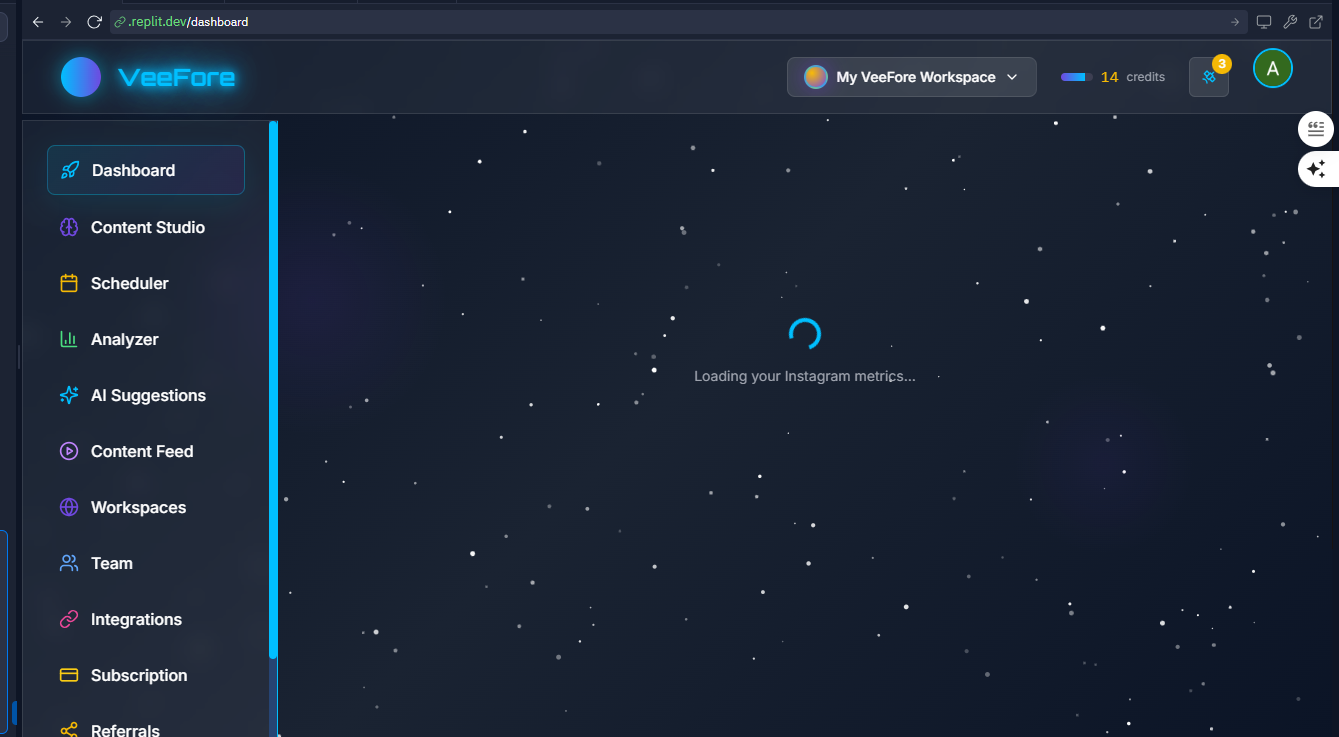 .replit.dev/dashboard
VeeFore
My VeeFore Workspace
14 credits
3
A
Dashboard
Content Studio
Scheduler
Analyzer
AI Suggestions
Content Feed
Workspaces
Team
Integrations
Subscription
Referrals
Loading your Instagram metrics...